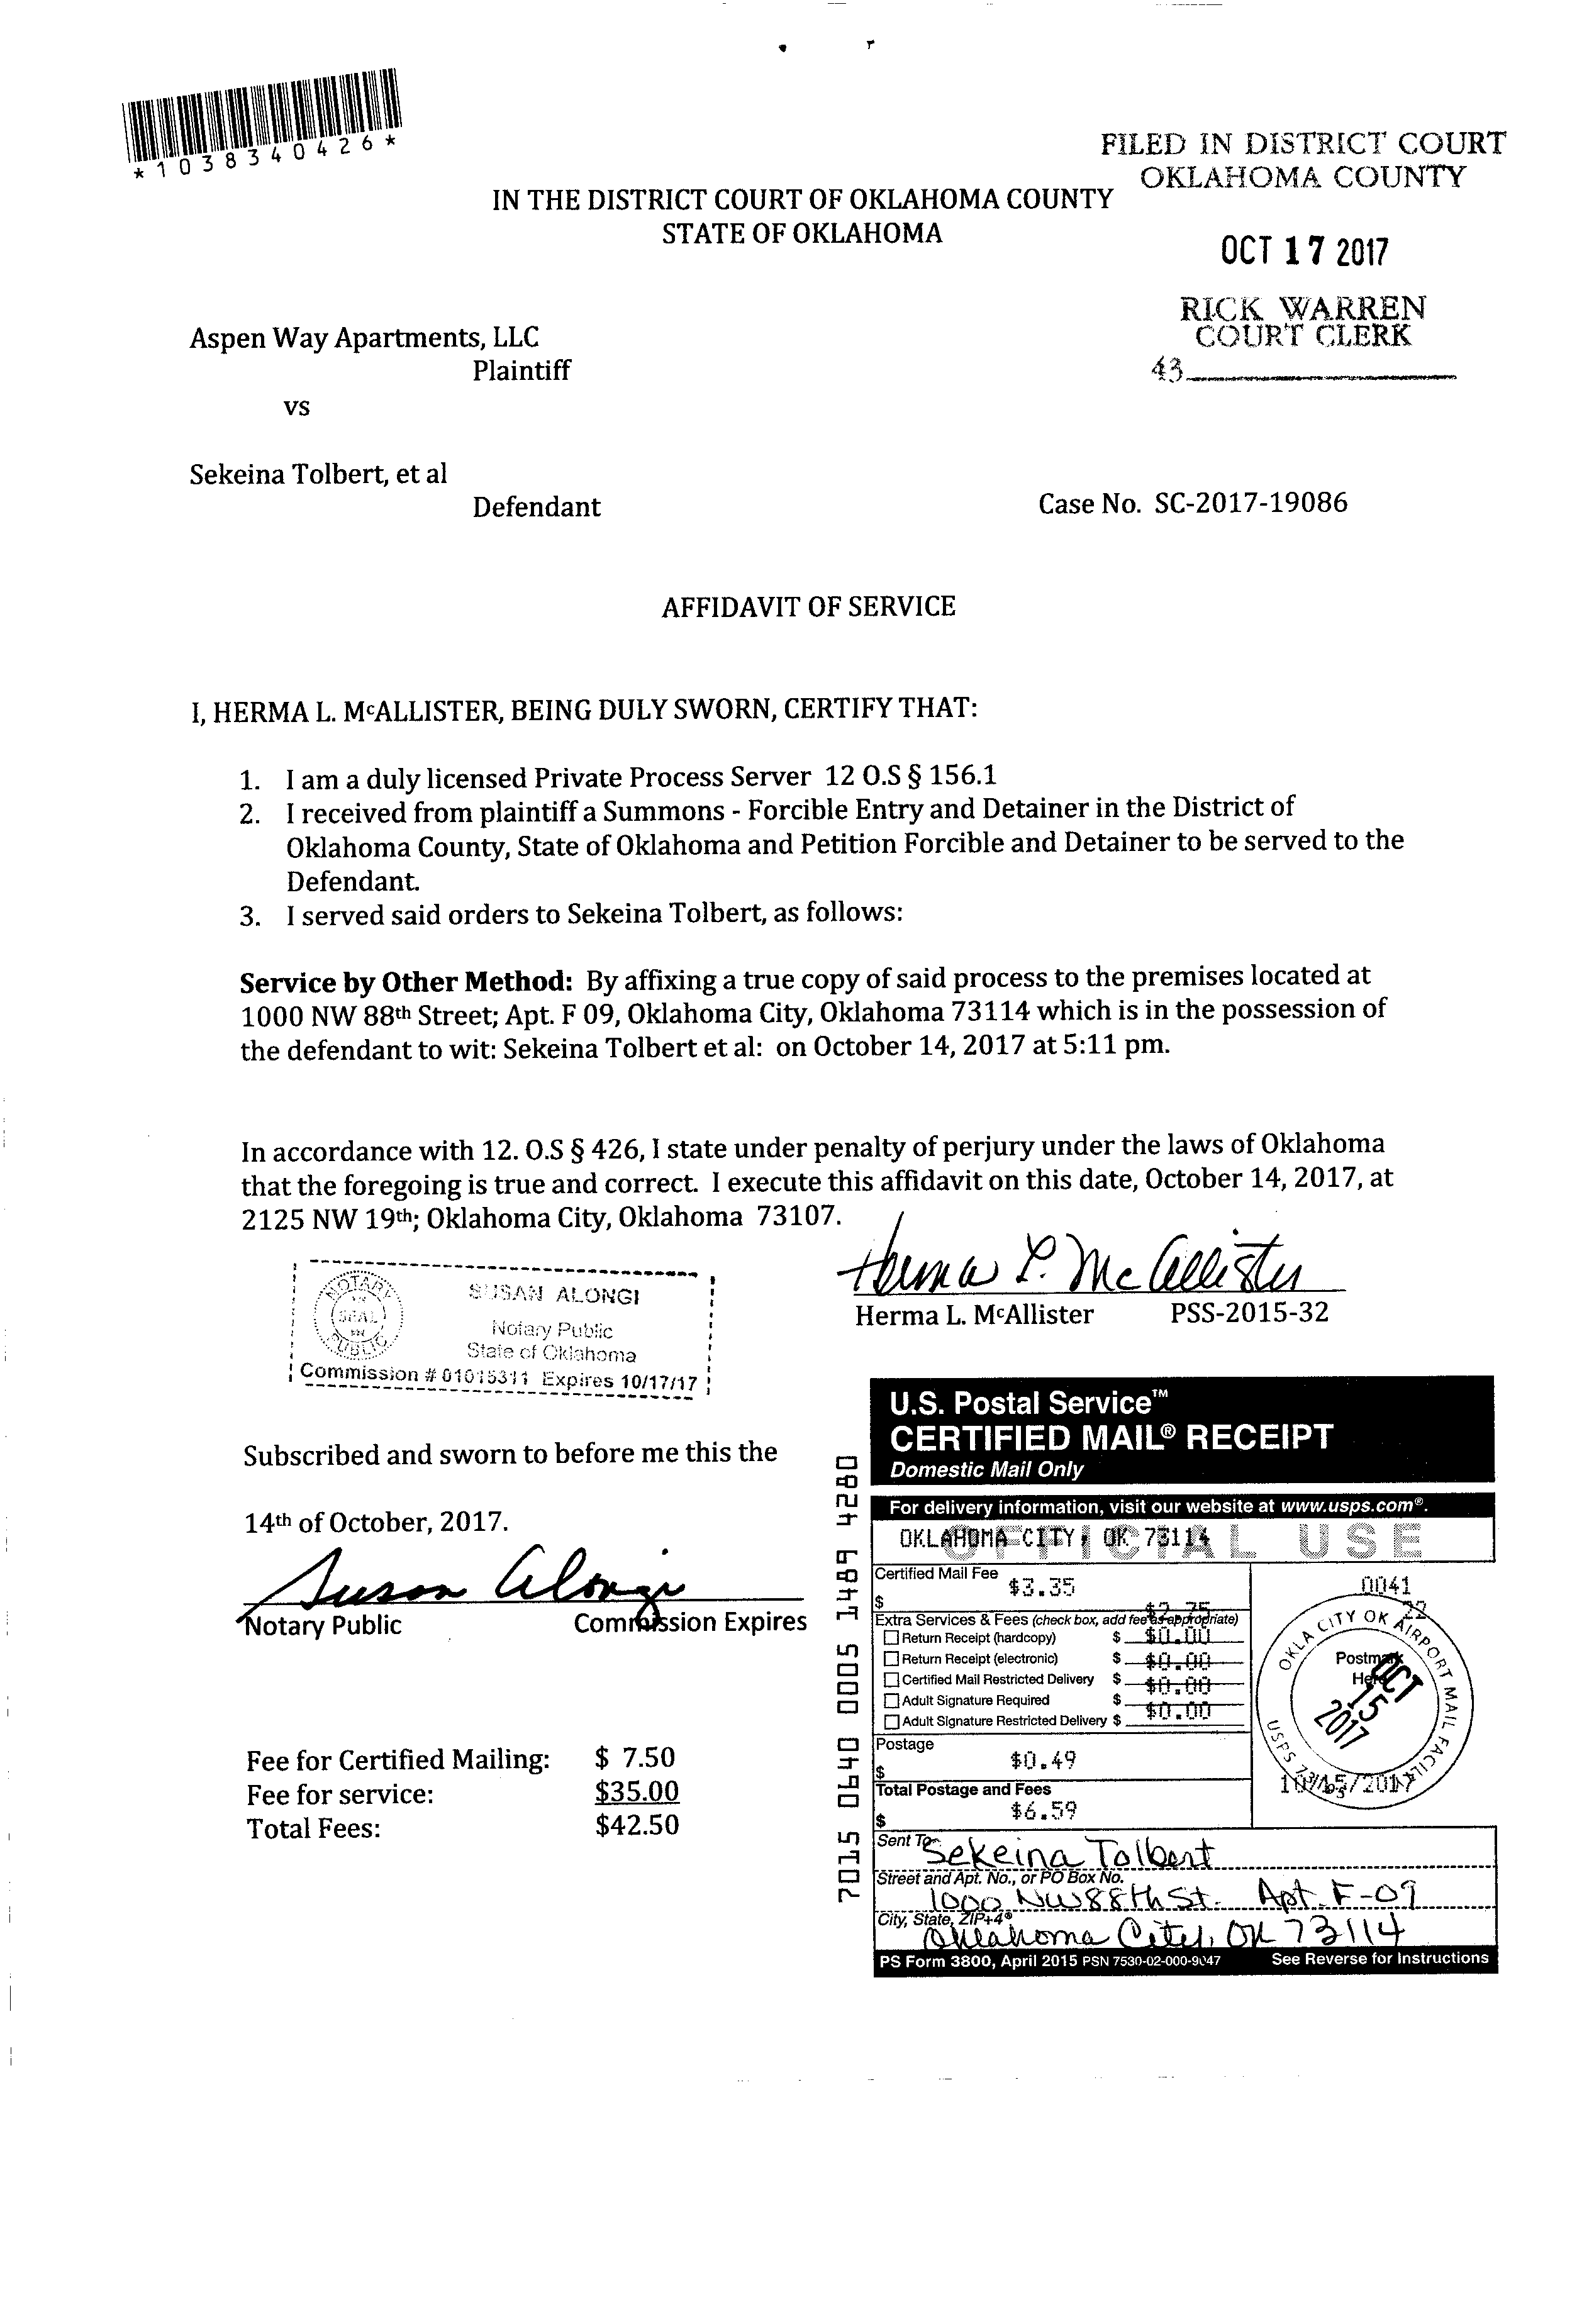 *1038340426*
FILED IN DISTRICT COURT
OKLAHOMA COUNTY
IN THE DISTRICT COURT OF OKLAHOMA COUNTY
STATE OF OKLAHOMA
OCT 17 2017
RICK WARREN
COURT CLERK
43
Aspen Way Apartments, LLC
Plaintiff
vs
Sekeina Tolbert, et al
Defendant
Case No. SC-2017-19086
AFFIDAVIT OF SERVICE
I, HERMA L. McALLISTER, BEING DULY SWORN, CERTIFY THAT:
1. I am a duly licensed Private Process Server 12 O.S § 156.1
2. I received from plaintiff a Summons - Forcible Entry and Detainer in the District of
Oklahoma County, State of Oklahoma and Petition Forcible and Detainer to be served to the
Defendant.
3. I served said orders to Sekeina Tolbert, as follows:
Service by Other Method: By affixing a true copy of said process to the premises located at
1000 NW 88th Street; Apt. F 09, Oklahoma City, Oklahoma 73114 which is in the possession of
the defendant to wit: Sekeina Tolbert et al: on October 14, 2017 at 5:11 pm.
In accordance with 12. O.S § 426, I state under penalty of perjury under the laws of Oklahoma
that the foregoing is true and correct. I execute this affidavit on this date, October 14, 2017, at
2125 NW 19th; Oklahoma City, Oklahoma 73107.
Herma L. McAllister
Herma L. McAllister PSS-2015-32
NOTARY PUBLIC
SEAL
SUSAN ALONGI
Notary Public
State of Oklahoma
Commission # 01015311 Expires 10/17/17
Subscribed and sworn to before me this the
14th of October, 2017.
Susan Alongi
Notary Public Commission Expires
Fee for Certified Mailing: $ 7.50
Fee for service: $35.00
Total Fees: $42.50
7015 0640 0005 1489 4280
U.S. Postal Service™
CERTIFIED MAIL® RECEIPT
Domestic Mail Only
For delivery information, visit our website at www.usps.com®.
OKLAHOMA CITY, OK 73114
OFFICIAL USE
Certified Mail Fee
$ $3.35
$2.75
Extra Services & Fees (check box, add fee as appropriate)
Return Receipt (hardcopy) $ $0.00
Return Receipt (electronic) $ $0.00
Certified Mail Restricted Delivery $ $0.00
Adult Signature Required $ $0.00
Adult Signature Restricted Delivery $
Postage
$ $0.49
Total Postage and Fees
$ $6.59
0041
22
Postmark
Here
OKLA CITY OK AIRPORT MAIL FACILITY
USPS
OCT 15 2017
10/15/2017
Sent To
Sekeina Tolbert
Street and Apt. No., or PO Box No.
1000 NW 88th St. Apt. F-09
City, State, ZIP+4®
Oklahoma City, OK 73114
PS Form 3800, April 2015 PSN 7530-02-000-9047 See Reverse for Instructions